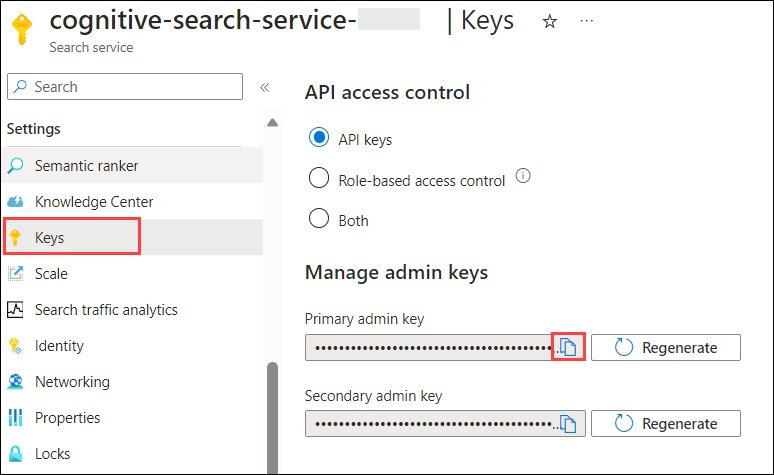 cognitive-search-service- | Keys
Search service
Search
Settings
Semantic ranker
Knowledge Center
Keys
Scale
Search traffic analytics
Identity
Networking
Properties
Locks
API access control
API keys
Role-based access control
Both
Manage admin keys
Primary admin key
•••••••••••••••••••••••••••••••••••••••••... Regenerate
Secondary admin key
•••••••••••••••••••••••••••••••••••••••••... Regenerate